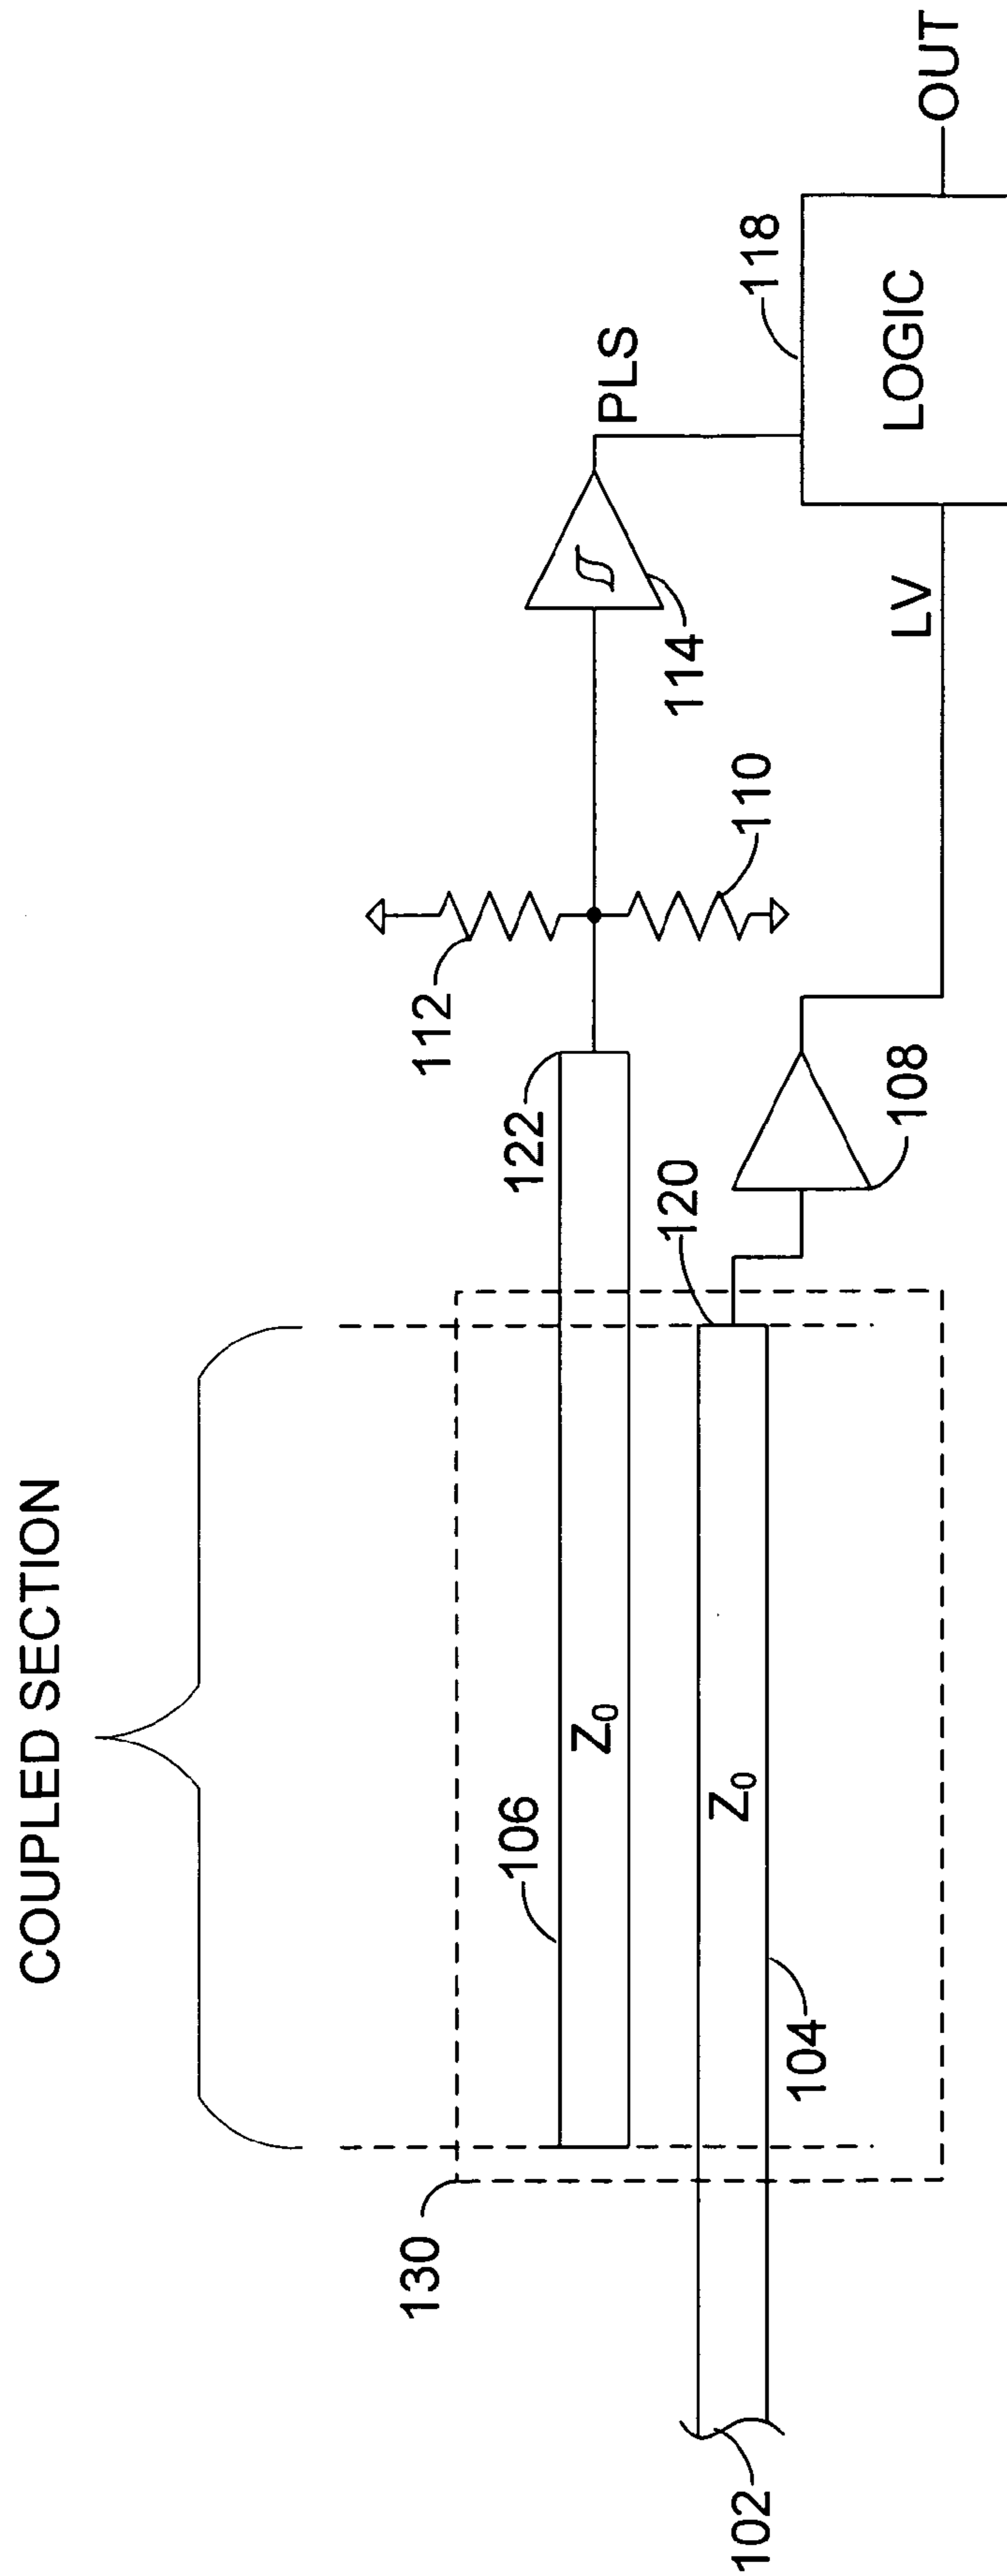 COUPLED SECTION
130
106
Z₀
Z₀
104
102
120
122
112
110
108
114
PLS
LV
118
LOGIC
OUT